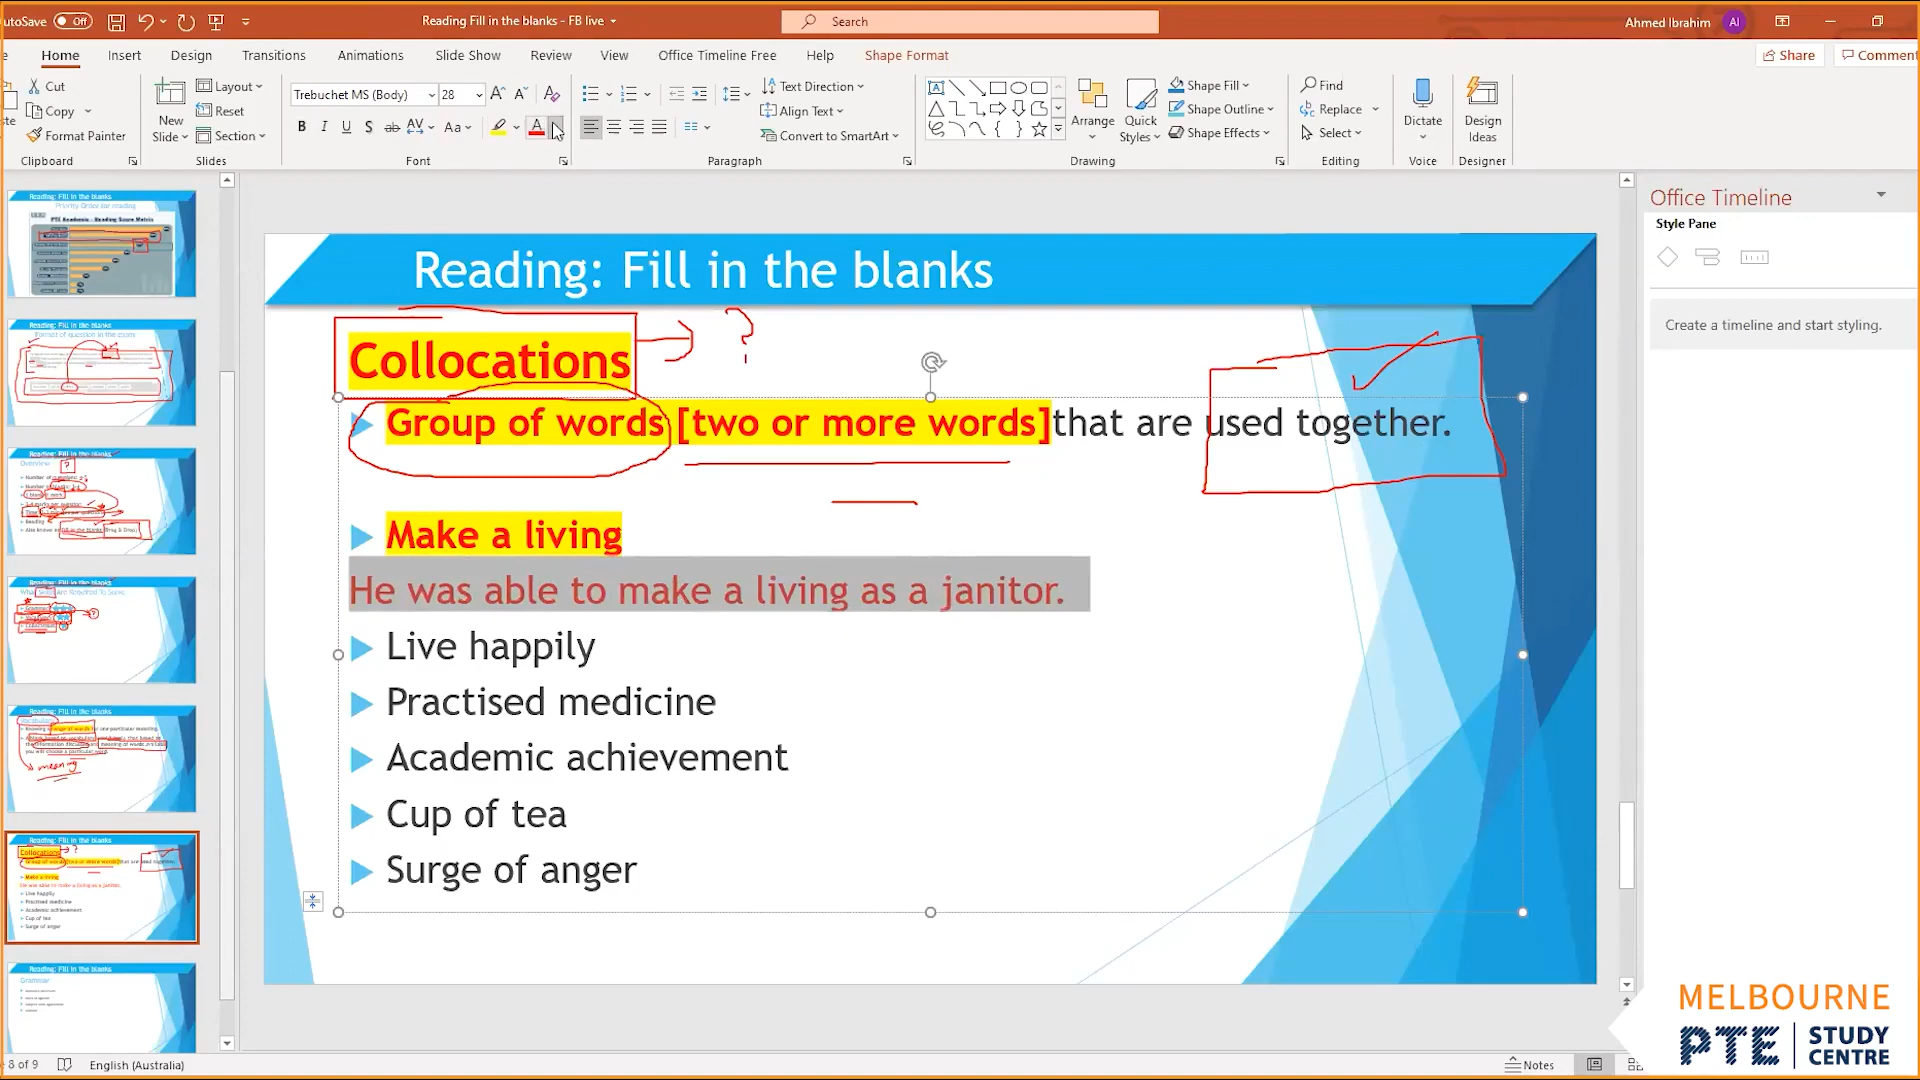 utoSave Off
Reading Fill in the blanks - FB live
Search
Ahmed Ibrahim AI
Home Insert Design Transitions Animations Slide Show Review View Office Timeline Free Help Shape Format
Share Comment
Cut
Copy
Format Painter
Clipboard
New Slide
Layout
Reset
Section
Slides
Trebuchet MS (Body) 28
Font
Text Direction
Align Text
Convert to SmartArt
Paragraph
Arrange
Quick Styles
Shape Fill
Shape Outline
Shape Effects
Drawing
Find
Replace
Select
Editing
Dictate
Voice
Design Ideas
Designer
Reading: Fill in the blanks
Collocations ?
Group of words [two or more words]that are used together.
Make a living
He was able to make a living as a janitor.
Live happily
Practised medicine
Academic achievement
Cup of tea
Surge of anger
Office Timeline
Style Pane
Create a timeline and start styling.
MELBOURNE
PTE STUDY CENTRE
8 of 9
English (Australia)
Notes